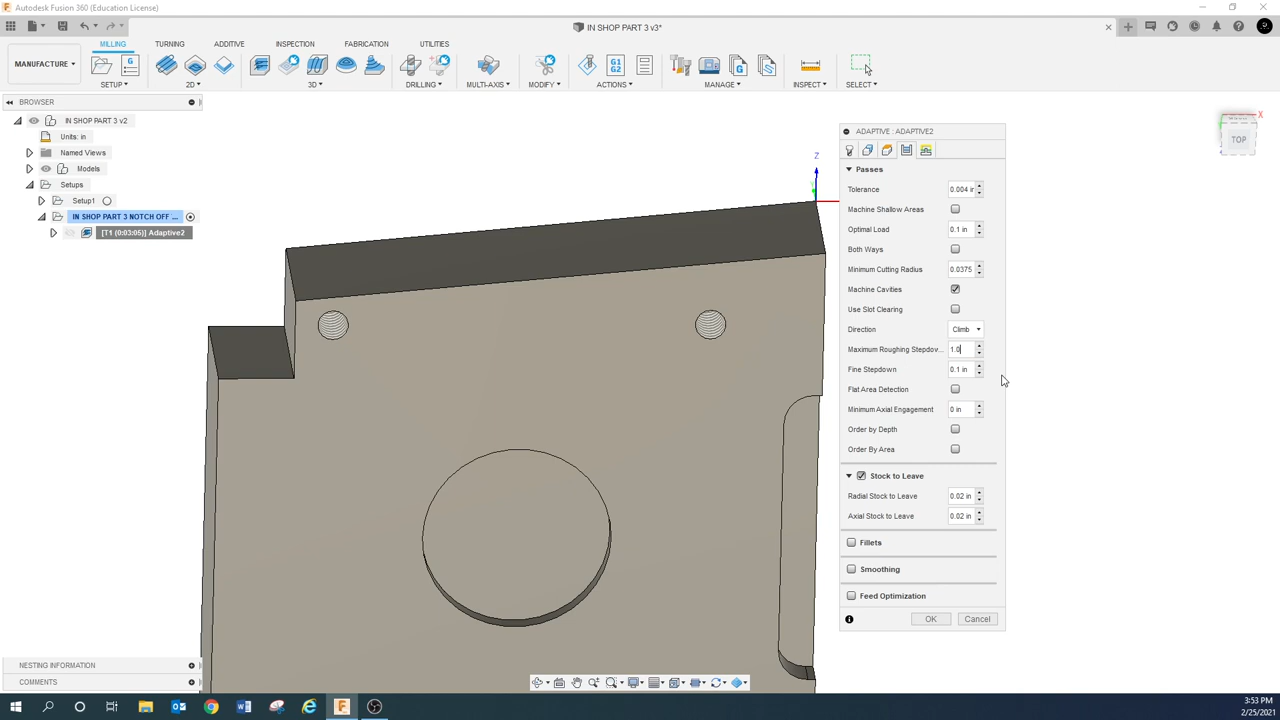 Autodesk Fusion 360 (Education License)
IN SHOP PART 3 v3*
MILLING TURNING ADDITIVE INSPECTION FABRICATION UTILITIES
MANUFACTURE
G1 G2
SETUP 2D 3D DRILLING MULTI-AXIS MODIFY ACTIONS MANAGE INSPECT SELECT
BROWSER
IN SHOP PART 3 v2
Units: in
Named Views
Models
Setups
Setup1
IN SHOP PART 3 NOTCH OFF ...
[T1 (0:03:05)] Adaptive2
Z
X
TOP
ADAPTIVE : ADAPTIVE2
Passes
Tolerance 0.004 in
Machine Shallow Areas
Optimal Load 0.1 in
Both Ways
Minimum Cutting Radius 0.0375
Machine Cavities
Use Slot Clearing
Direction Climb
Maximum Roughing Stepdow... 1.0
Fine Stepdown 0.1 in
Flat Area Detection
Minimum Axial Engagement 0 in
Order by Depth
Order By Area
Stock to Leave
Radial Stock to Leave 0.02 in
Axial Stock to Leave 0.02 in
Fillets
Smoothing
Feed Optimization
OK Cancel
NESTING INFORMATION
COMMENTS
3:53 PM
2/25/2021